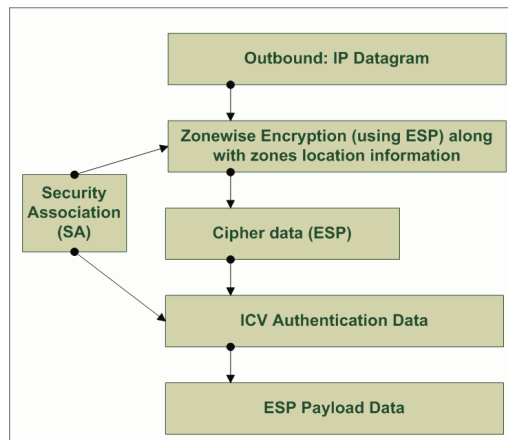 Outbound: IP Datagram
Zonewise Encryption (using ESP) along
with zones location information
Security
Association
(SA)
Cipher data (ESP)
ICV Authentication Data
ESP Payload Data